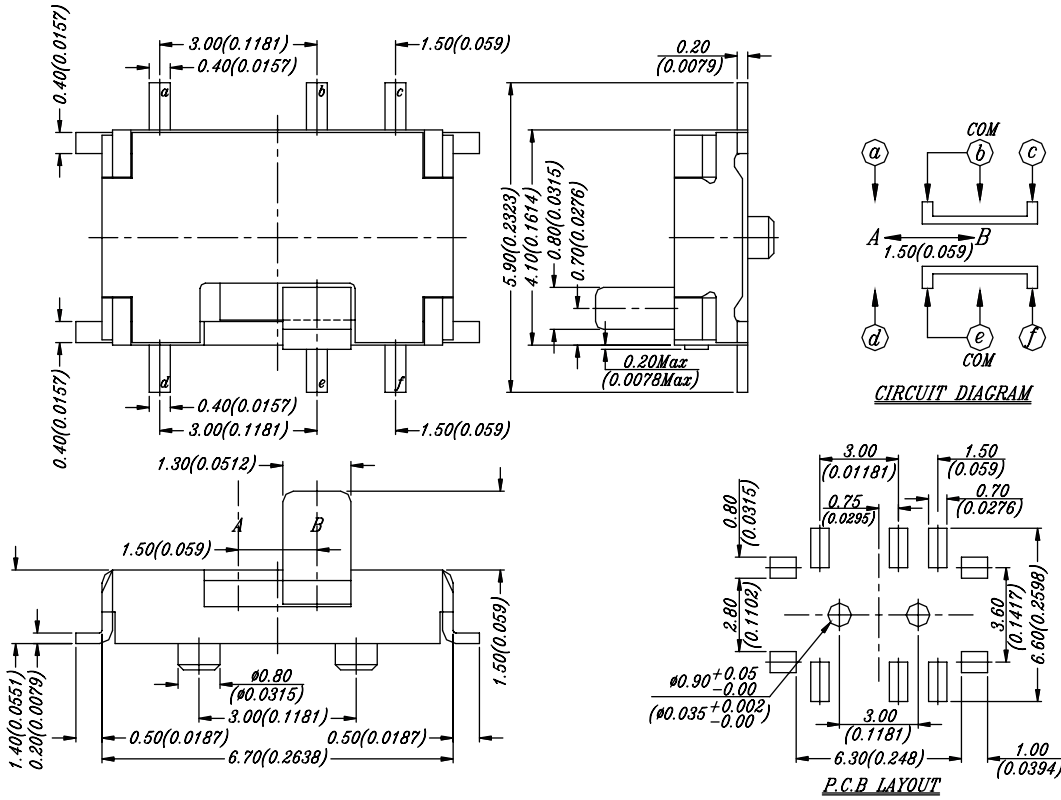 3.00(0.1181)
0.40(0.0157)
1.50(0.059)
0.40(0.0157)
a
b
c
0.40(0.0157)
d
e
f
0.40(0.0157)
3.00(0.1181)
1.50(0.059)
0.20
(0.0079)
5.90(0.2323)
4.10(0.1614)
0.80(0.0315)
0.70(0.0276)
0.20Max
(0.0078Max)
COM
a
b
c
A
B
1.50(0.059)
d
e
f
COM
CIRCUIT DIAGRAM
1.30(0.0512)
A
B
1.50(0.059)
1.50(0.059)
1.40(0.0551)
0.20(0.0079)
ø0.80
(ø0.0315)
3.00(0.1181)
0.50(0.0187)
0.50(0.0187)
6.70(0.2638)
3.00
(0.01181)
1.50
(0.059)
0.75
(0.0295)
0.70
(0.0276)
0.80
(0.0315)
2.80
(0.1102)
3.60
(0.1417)
6.60(0.2598)
ø0.90+0.05
-0.00
(ø0.035+0.002
-0.00)
3.00
(0.1181)
6.30(0.248)
1.00
(0.0394)
P.C.B LAYOUT